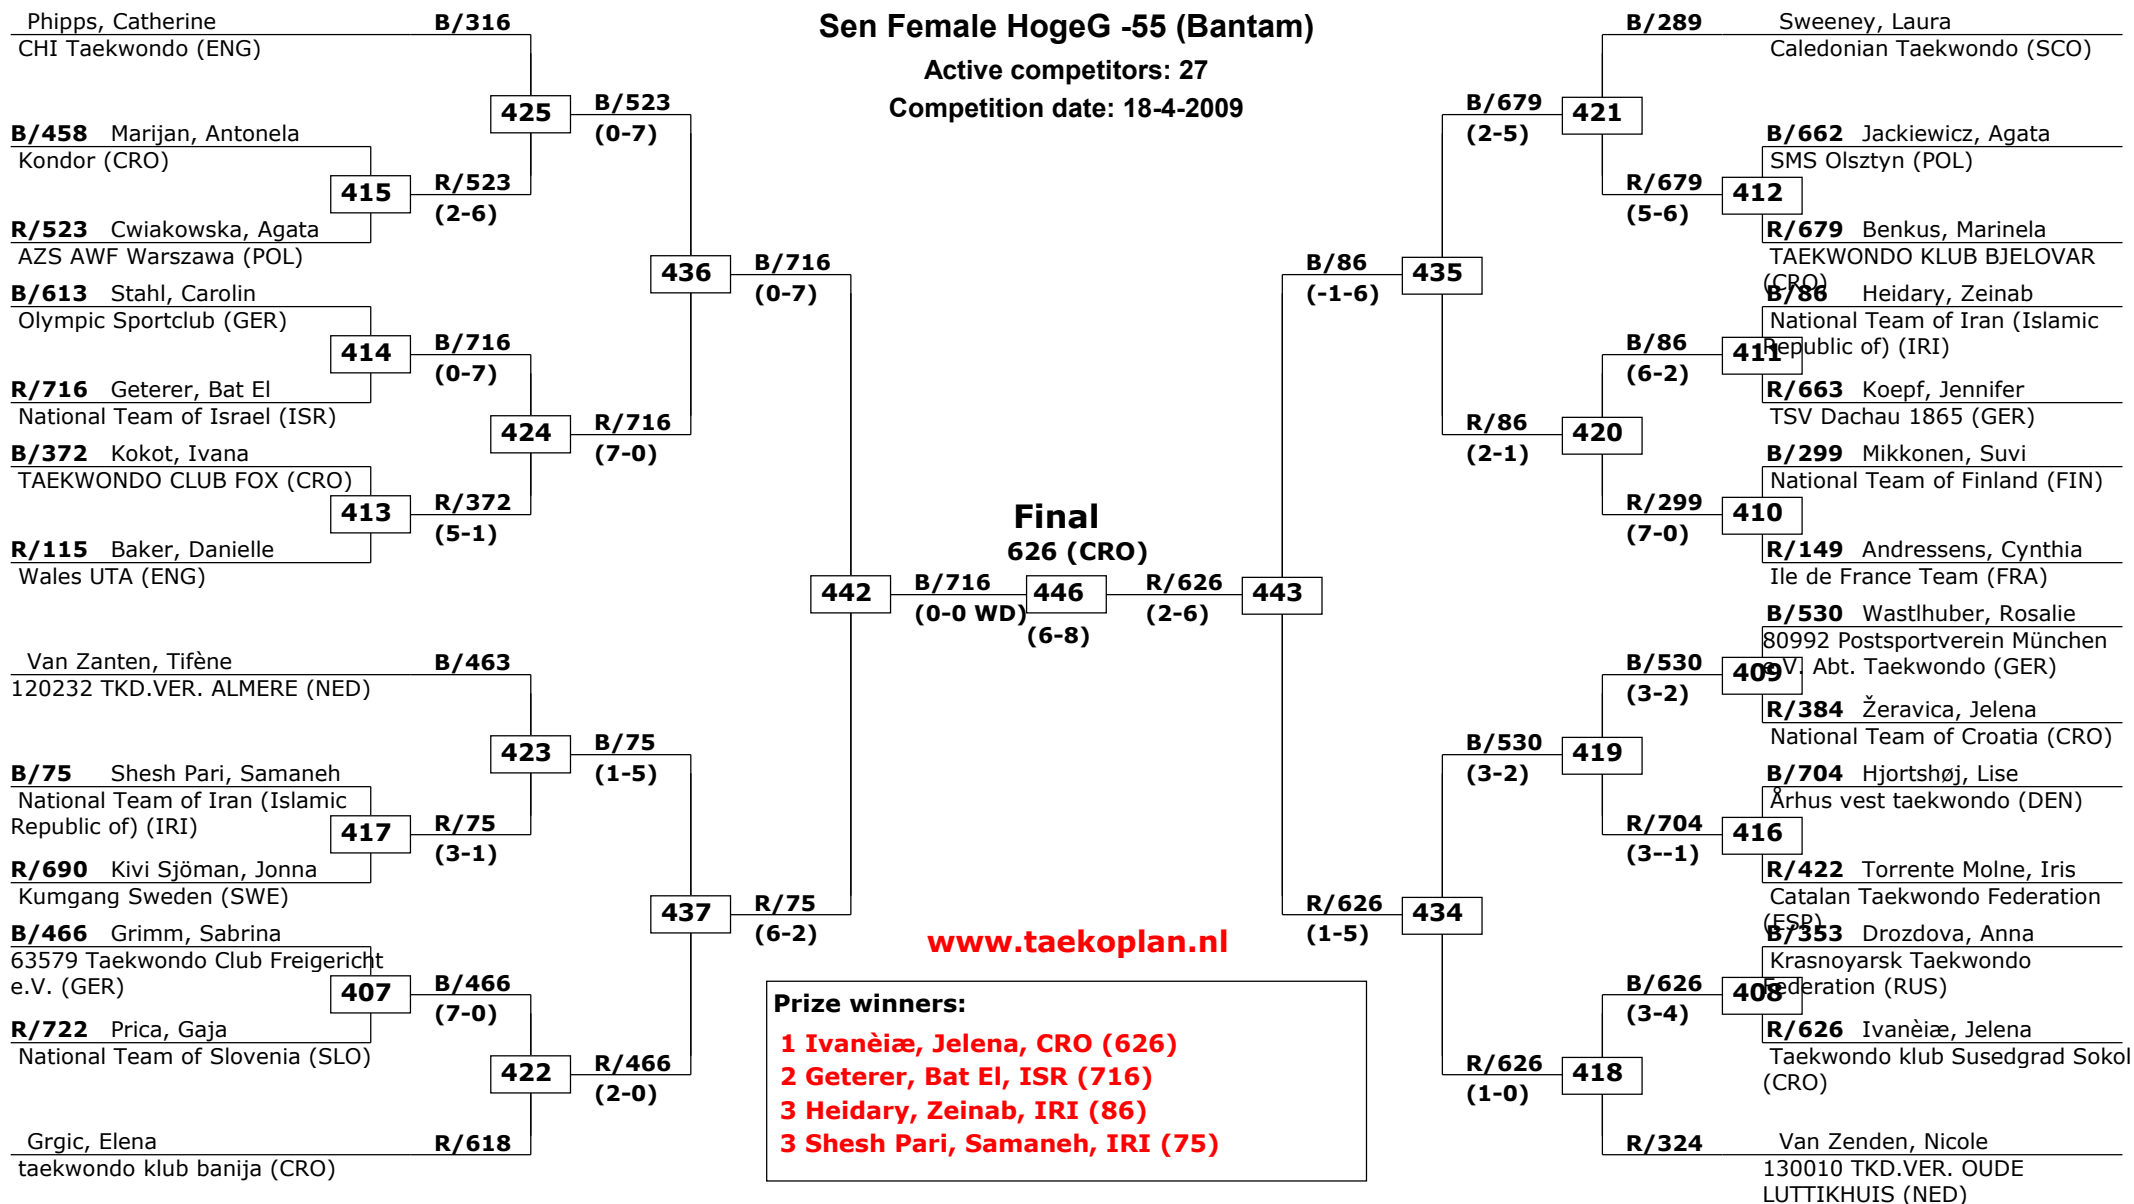 Sen Female HogeG -55 (Bantam)
Active competitors: 27
Competition date: 18-4-2009
Phipps, Catherine
B/316
CHI Taekwondo (ENG)
425
B/523
(0-7)
B/458 Marijan, Antonela
Kondor (CRO)
415
R/523
(2-6)
R/523 Cwiakowska, Agata
AZS AWF Warszawa (POL)
436
B/716
(0-7)
B/613 Stahl, Carolin
Olympic Sportclub (GER)
414
B/716
(0-7)
R/716 Geterer, Bat El
National Team of Israel (ISR)
424
R/716
(7-0)
B/372 Kokot, Ivana
TAEKWONDO CLUB FOX (CRO)
413
R/372
(5-1)
R/115 Baker, Danielle
Wales UTA (ENG)
442
B/716
(0-0 WD)
Van Zanten, Tifène
B/463
120232 TKD.VER. ALMERE (NED)
423
B/75
(1-5)
B/75 Shesh Pari, Samaneh
National Team of Iran (Islamic
Republic of) (IRI)
417
R/75
(3-1)
R/690 Kivi Sjöman, Jonna
Kumgang Sweden (SWE)
437
R/75
(6-2)
B/466 Grimm, Sabrina
63579 Taekwondo Club Freigericht
e.V. (GER)
407
B/466
(7-0)
R/722 Prica, Gaja
National Team of Slovenia (SLO)
422
R/466
(2-0)
Grgic, Elena
R/618
taekwondo klub banija (CRO)
Final
626 (CRO)
446
(6-8)
R/626
(2-6)
443
B/289
Sweeney, Laura
Caledonian Taekwondo (SCO)
B/679
(2-5)
421
B/662 Jackiewicz, Agata
SMS Olsztyn (POL)
R/679
(5-6)
412
R/679 Benkus, Marinela
TAEKWONDO KLUB BJELOVAR
(CRO)
B/86
(-1-6)
435
B/86 Heidary, Zeinab
National Team of Iran (Islamic
Republic of) (IRI)
B/86
(6-2)
411
R/663 Koepf, Jennifer
TSV Dachau 1865 (GER)
R/86
(2-1)
420
B/299 Mikkonen, Suvi
National Team of Finland (FIN)
R/299
(7-0)
410
R/149 Andressens, Cynthia
Ile de France Team (FRA)
B/530 Wastlhuber, Rosalie
80992 Postsportverein München
e.V. Abt. Taekwondo (GER)
B/530
(3-2)
409
R/384 Žeravica, Jelena
National Team of Croatia (CRO)
B/530
(3-2)
419
B/704 Hjortshøj, Lise
Århus vest taekwondo (DEN)
R/704
(3--1)
416
R/422 Torrente Molne, Iris
Catalan Taekwondo Federation
(ESP)
R/626
(1-5)
434
B/353 Drozdova, Anna
Krasnoyarsk Taekwondo
Federation (RUS)
B/626
(3-4)
408
R/626 Ivanèiæ, Jelena
Taekwondo klub Susedgrad Sokol
(CRO)
R/626
(1-0)
418
R/324
Van Zenden, Nicole
130010 TKD.VER. OUDE
LUTTIKHUIS (NED)
www.taekoplan.nl
Prize winners:
1 Ivanèiæ, Jelena, CRO (626)
2 Geterer, Bat El, ISR (716)
3 Heidary, Zeinab, IRI (86)
3 Shesh Pari, Samaneh, IRI (75)